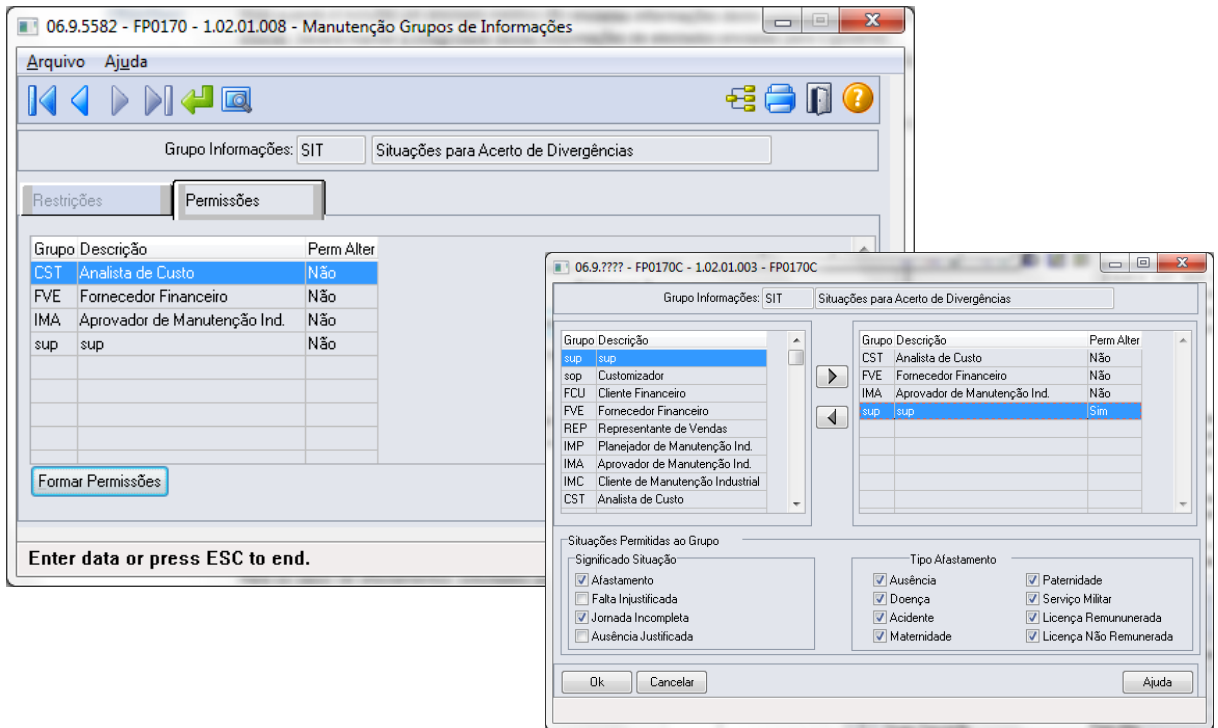 06.9.5582 - FP0170 - 1.02.01.008 - Manutenção Grupos de Informações
Arquivo Ajuda
Grupo Informações: SIT Situações para Acerto de Divergências
Restrições Permissões
Grupo Descrição Perm Alter
CST Analista de Custo Não
FVE Fornecedor Financeiro Não
IMA Aprovador de Manutenção Ind. Não
sup sup Não
Formar Permissões
Enter data or press ESC to end.
06.9.???? - FP0170C - 1.02.01.003 - FP0170C
Grupo Informações: SIT Situações para Acerto de Divergências
Grupo Descrição
sup sup
sop Customizador
FCU Cliente Financeiro
FVE Fornecedor Financeiro
REP Representante de Vendas
IMP Planejador de Manutenção Ind.
IMA Aprovador de Manutenção Ind.
IMC Cliente de Manutenção Industrial
CST Analista de Custo
Grupo Descrição Perm Alter
CST Analista de Custo Não
FVE Fornecedor Financeiro Não
IMA Aprovador de Manutenção Ind. Não
sup sup Sim
Situações Permitidas ao Grupo
Significado Situação
Afastamento
Falta Injustificada
Jornada Incompleta
Ausência Justificada
Tipo Afastamento
Ausência Paternidade
Doença Serviço Militar
Acidente Licença Remununerada
Maternidade Licença Não Remunerada
Ok Cancelar Ajuda